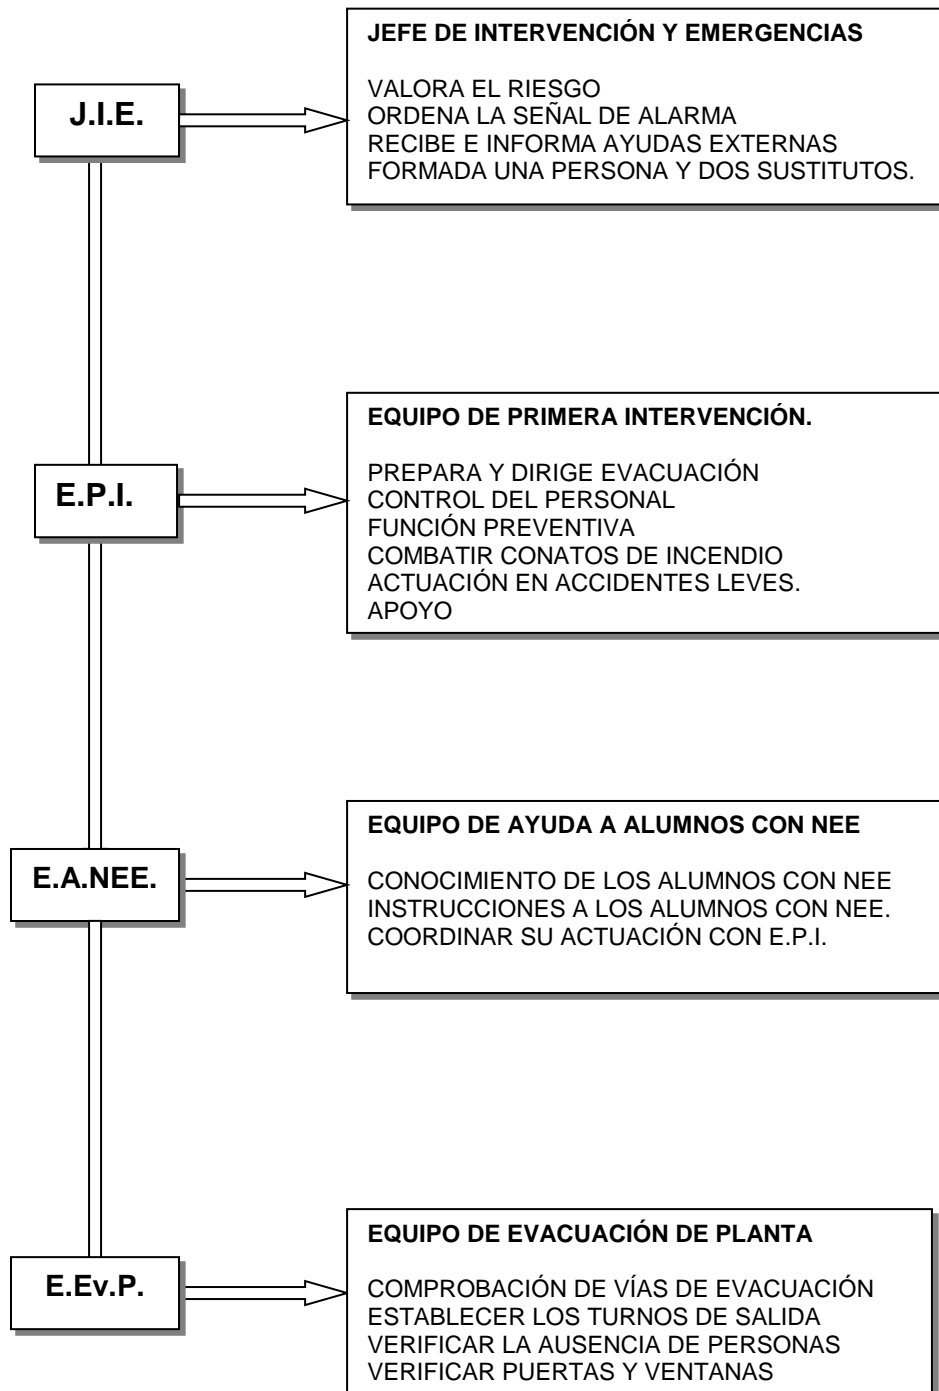 J.I.E.
JEFE DE INTERVENCIÓN Y EMERGENCIAS
VALORA EL RIESGO
ORDENA LA SEÑAL DE ALARMA
RECIBE E INFORMA AYUDAS EXTERNAS
FORMADA UNA PERSONA Y DOS SUSTITUTOS.
E.P.I.
EQUIPO DE PRIMERA INTERVENCIÓN.
PREPARA Y DIRIGE EVACUACIÓN
CONTROL DEL PERSONAL
FUNCIÓN PREVENTIVA
COMBATIR CONATOS DE INCENDIO
ACTUACIÓN EN ACCIDENTES LEVES.
APOYO
E.A.NEE.
EQUIPO DE AYUDA A ALUMNOS CON NEE
CONOCIMIENTO DE LOS ALUMNOS CON NEE
INSTRUCCIONES A LOS ALUMNOS CON NEE.
COORDINAR SU ACTUACIÓN CON E.P.I.
E.Ev.P.
EQUIPO DE EVACUACIÓN DE PLANTA
COMPROBACIÓN DE VÍAS DE EVACUACIÓN
ESTABLECER LOS TURNOS DE SALIDA
VERIFICAR LA AUSENCIA DE PERSONAS
VERIFICAR PUERTAS Y VENTANAS